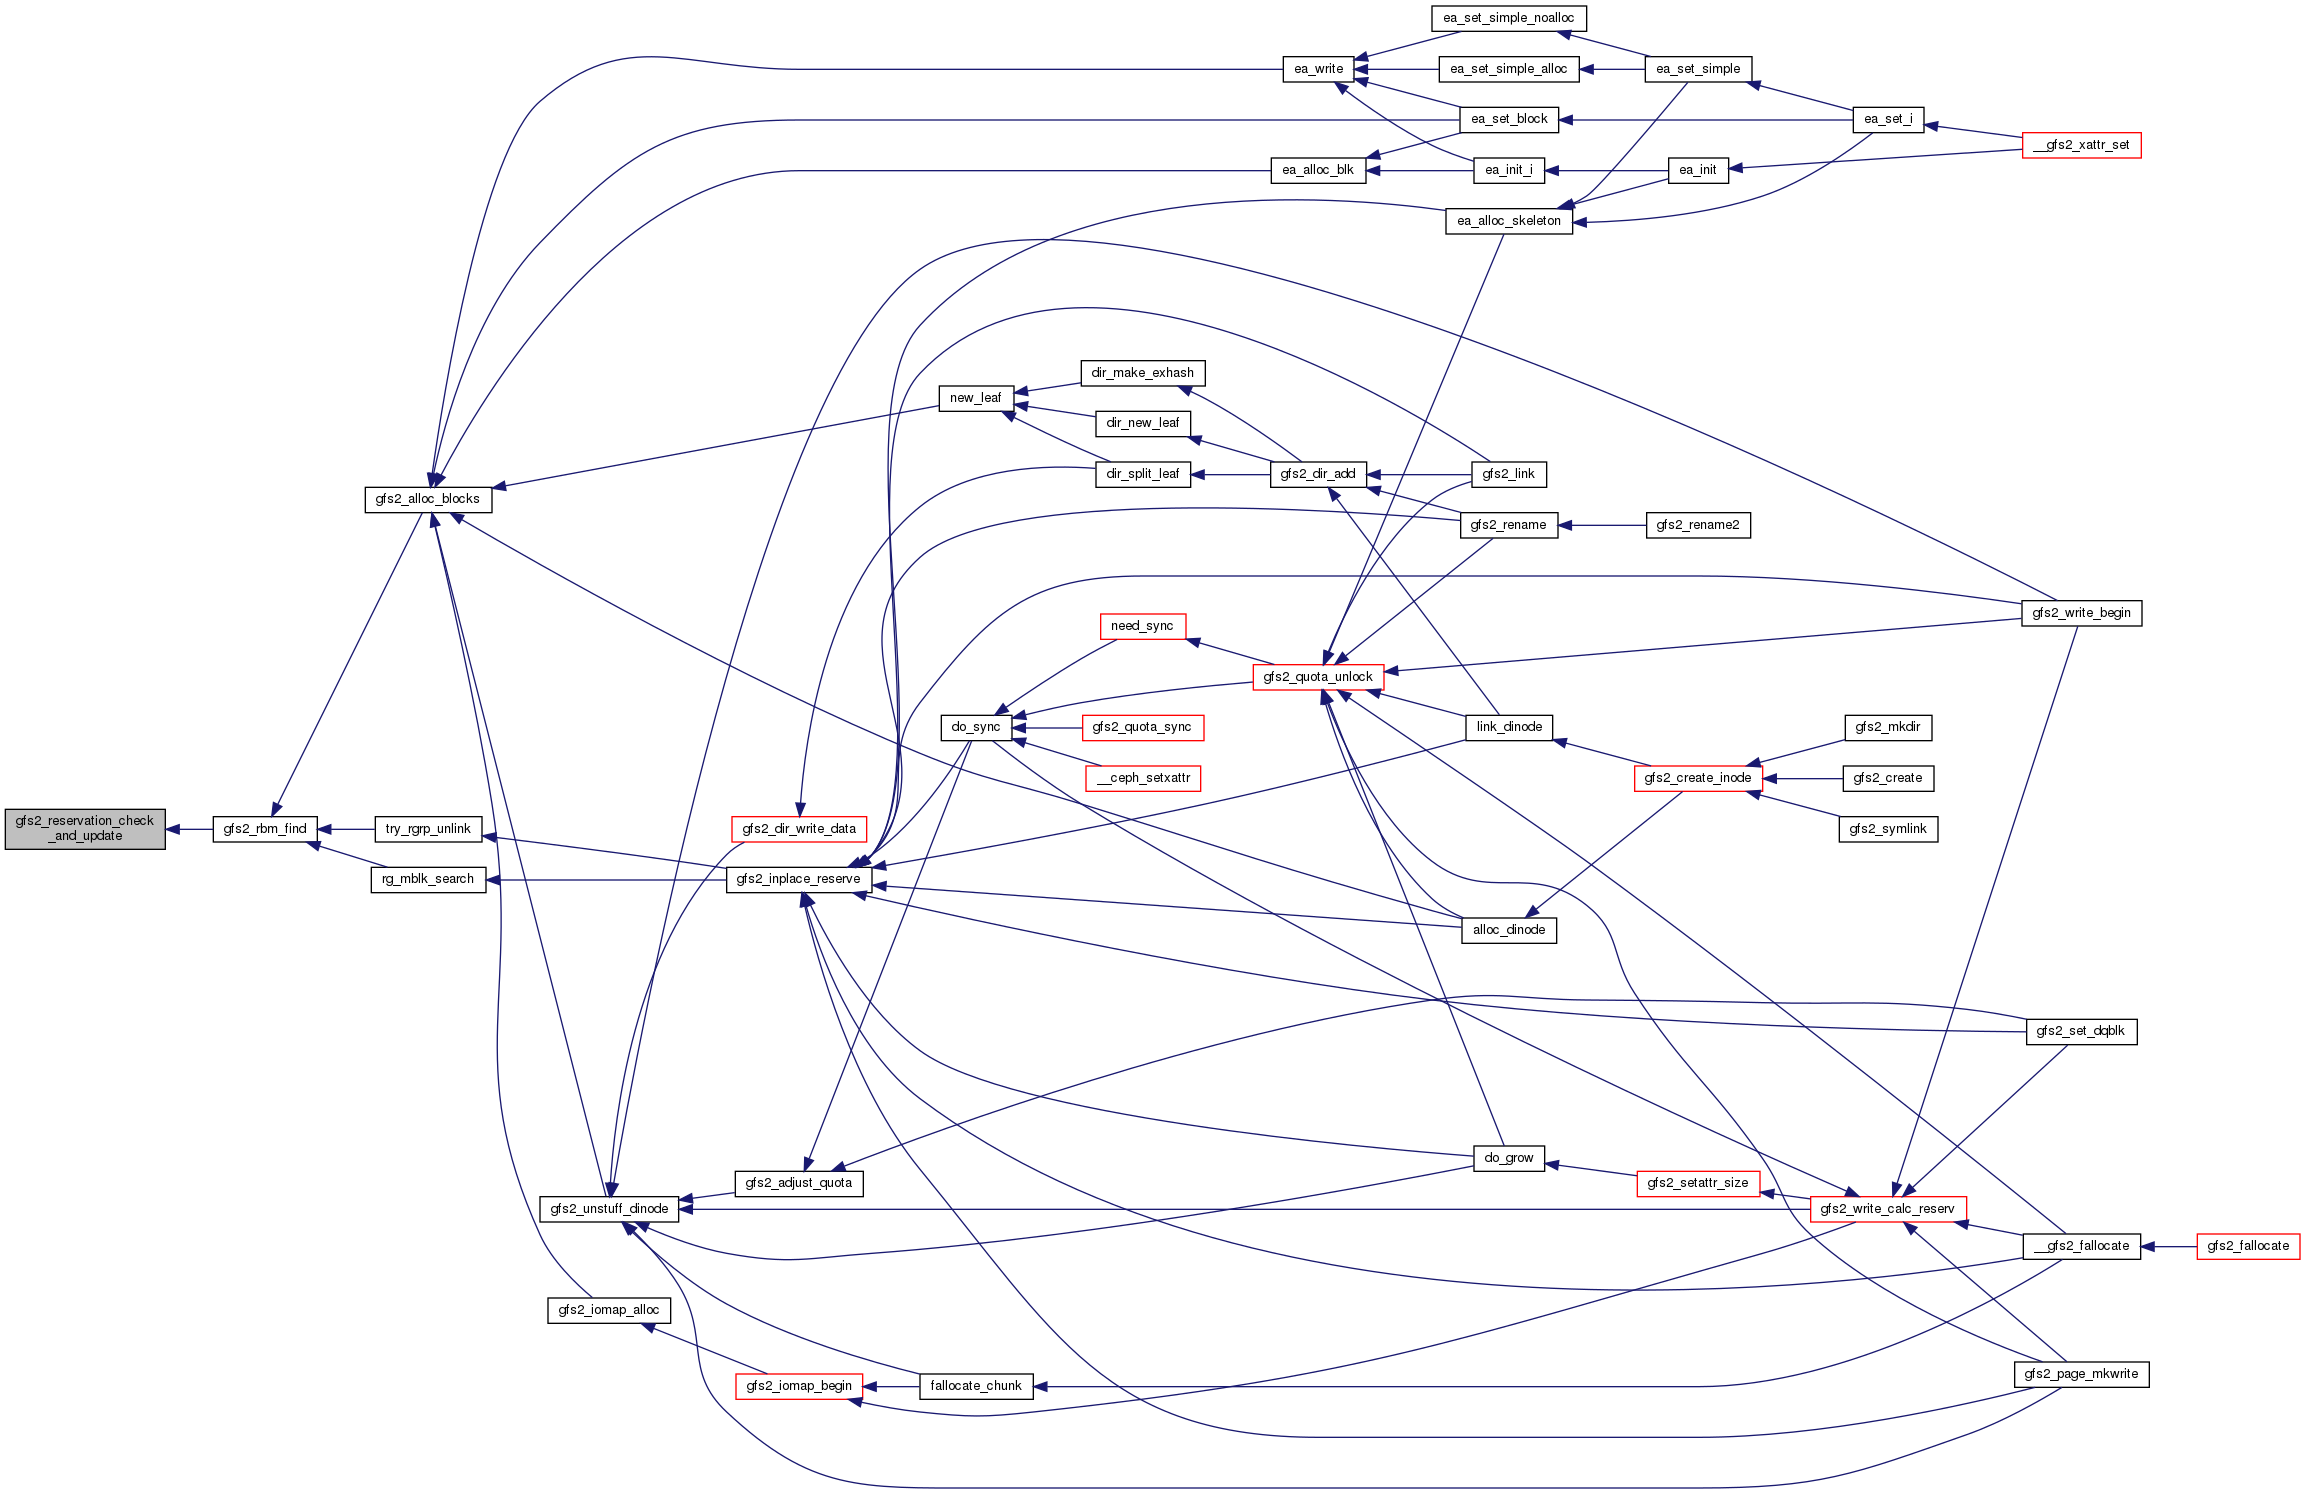 ea_set_simple_noalloc
ea_write
ea_set_simple_alloc
ea_set_simple
ea_set_block
ea_set_i
__gfs2_xattr_set
ea_alloc_blk
ea_init_i
ea_init
ea_alloc_skeleton
dir_make_exhash
new_leaf
dir_new_leaf
dir_split_leaf
gfs2_dir_add
gfs2_link
gfs2_alloc_blocks
gfs2_rename
gfs2_rename2
gfs2_write_begin
need_sync
gfs2_quota_unlock
do_sync
gfs2_quota_sync
link_dinode
gfs2_mkdir
__ceph_setxattr
gfs2_create_inode
gfs2_create
gfs2_reservation_check
_and_update
gfs2_rbm_find
try_rgrp_unlink
gfs2_dir_write_data
gfs2_symlink
rg_mblk_search
gfs2_inplace_reserve
alloc_dinode
gfs2_set_dqblk
do_grow
gfs2_adjust_quota
gfs2_setattr_size
gfs2_unstuff_dinode
gfs2_write_calc_reserv
__gfs2_fallocate
gfs2_fallocate
gfs2_iomap_alloc
gfs2_page_mkwrite
gfs2_iomap_begin
fallocate_chunk